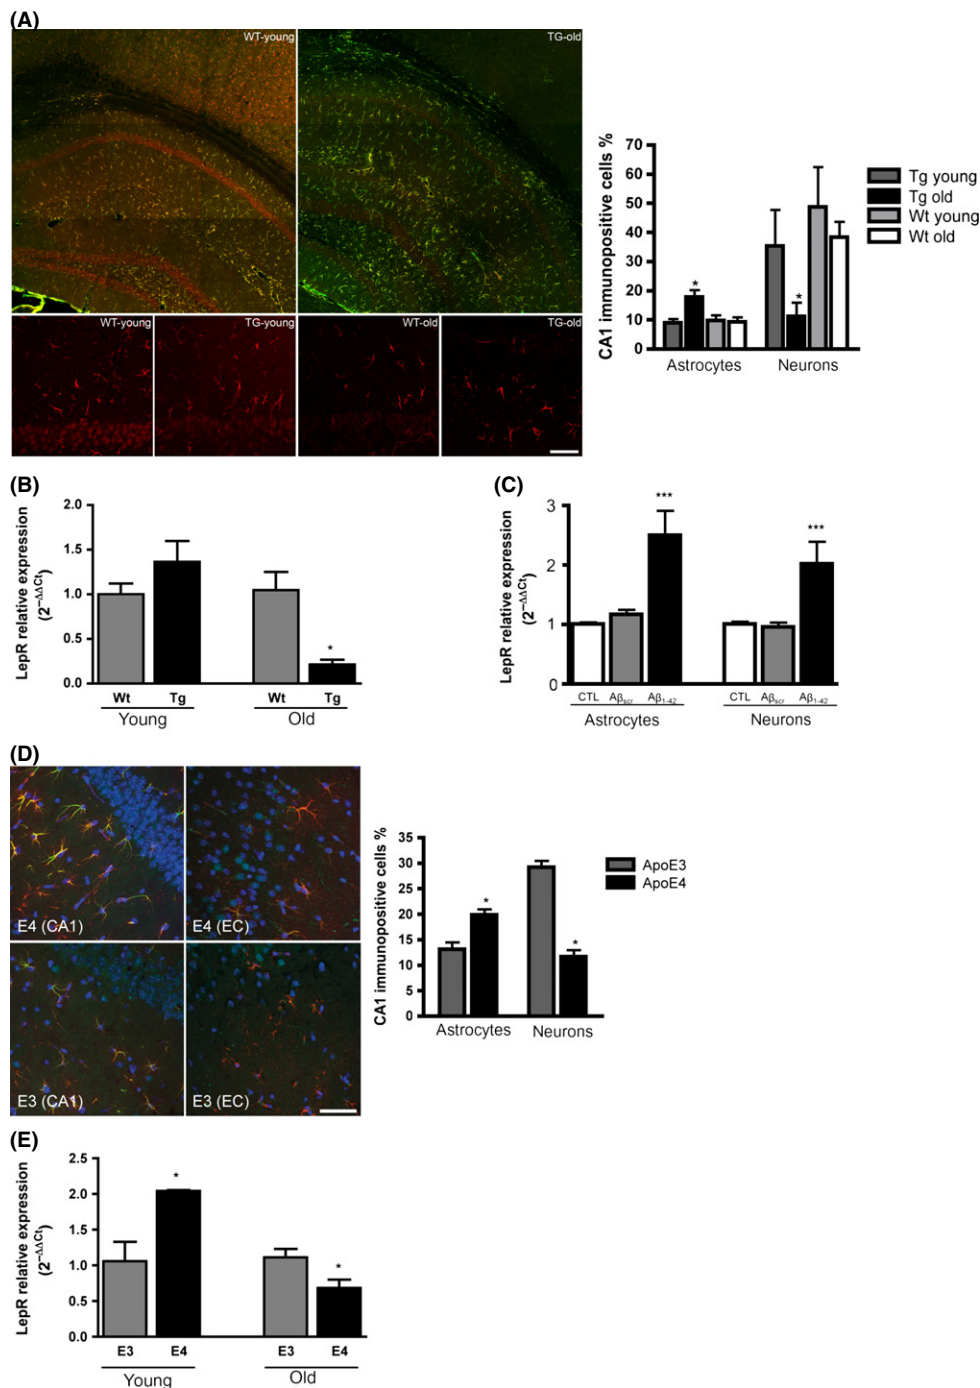 (A)
WT-young
TG-old
WT-young
TG-young
WT-old
TG-old
CA1 immunopositive cells %
70
60
50
40
30
20
10
0
*
*
Astrocytes
Neurons
Tg young
Tg old
Wt young
Wt old
(B)
LepR relative expression
(2−ΔΔCt)
2.0
1.5
1.0
0.5
0.0
*
Wt
Tg
Wt
Tg
Young
Old
(C)
LepR relative expression
(2−ΔΔCt)
3
2
1
0
***
***
CTL
Aβscr
Aβ1-42
CTL
Aβscr
Aβ1-42
Astrocytes
Neurons
(D)
E4 (CA1)
E4 (EC)
E3 (CA1)
E3 (EC)
CA1 immunopositive cells %
35
30
25
20
15
10
5
0
*
*
Astrocytes
Neurons
ApoE3
ApoE4
(E)
LepR relative expression
(2−ΔΔCt)
2.5
2.0
1.5
1.0
0.5
0.0
*
*
E3
E4
E3
E4
Young
Old